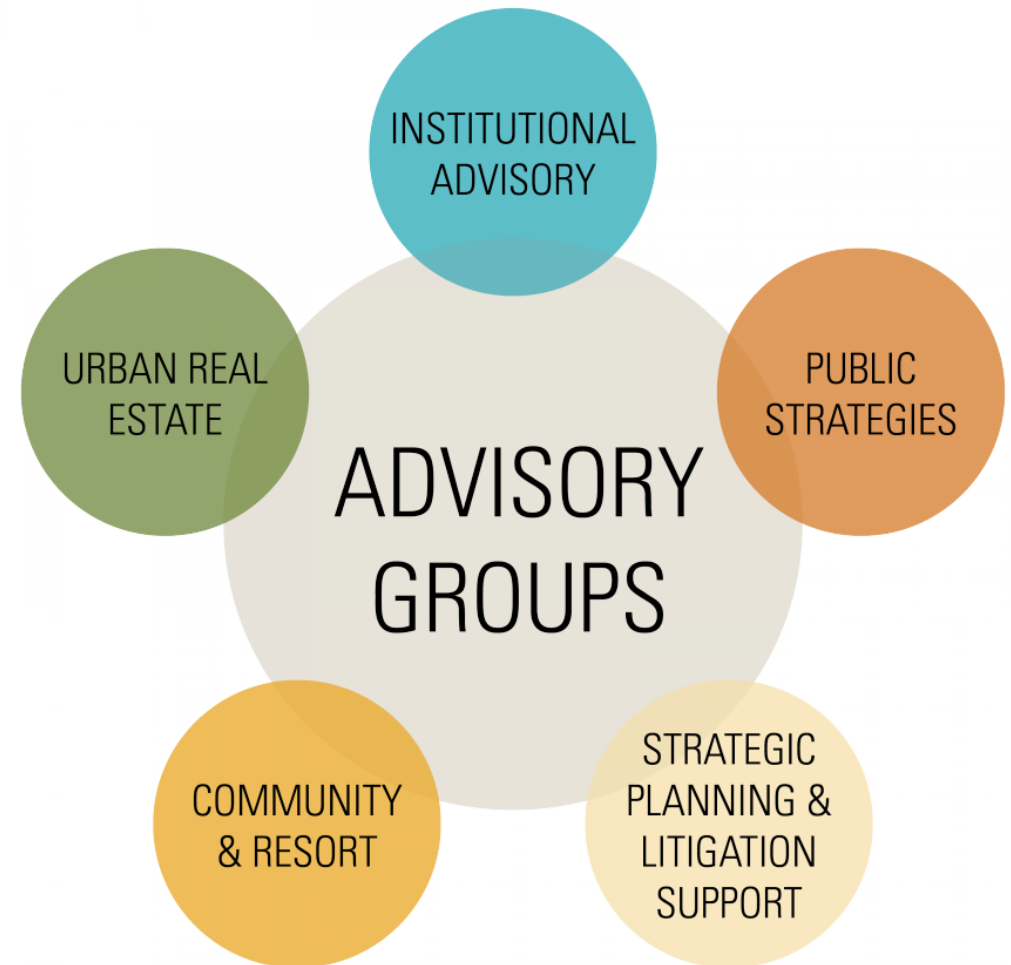 INSTITUTIONAL
ADVISORY
URBAN REAL
ESTATE
PUBLIC
STRATEGIES
ADVISORY
GROUPS
COMMUNITY
& RESORT
STRATEGIC
PLANNING &
LITIGATION
SUPPORT